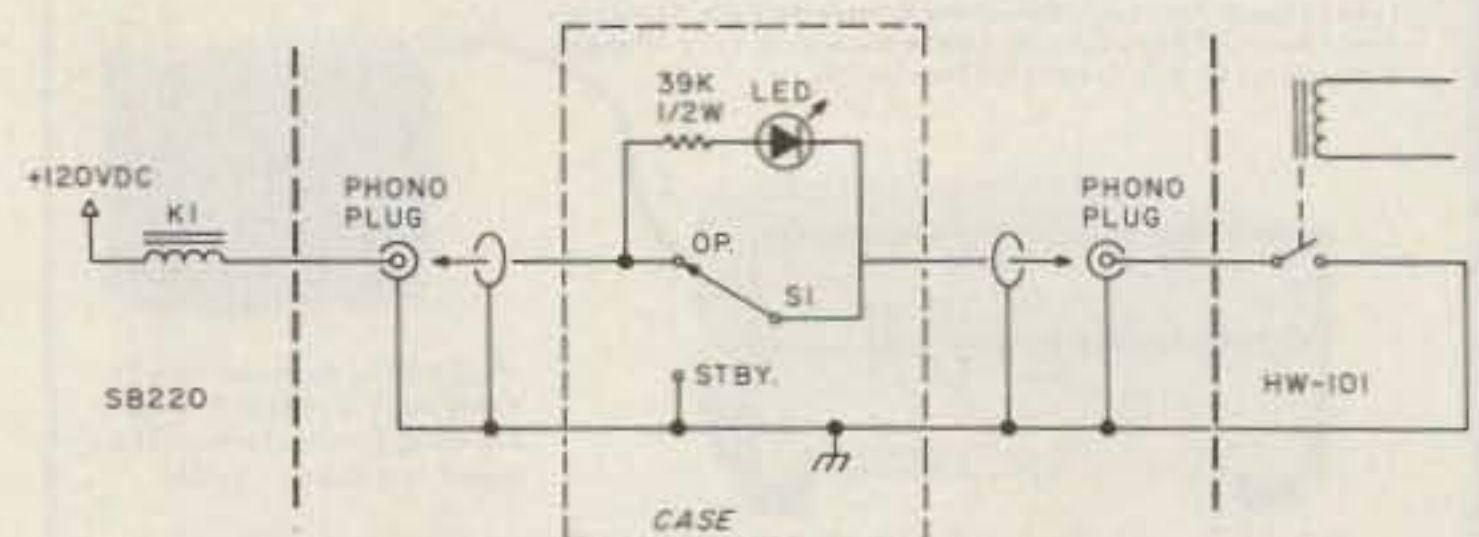 39K
1/2W
LED
+120VDC
K1
PHONO
PLUG
OP.
S1
STBY.
PHONO
PLUG
SB220
HW-101
CASE